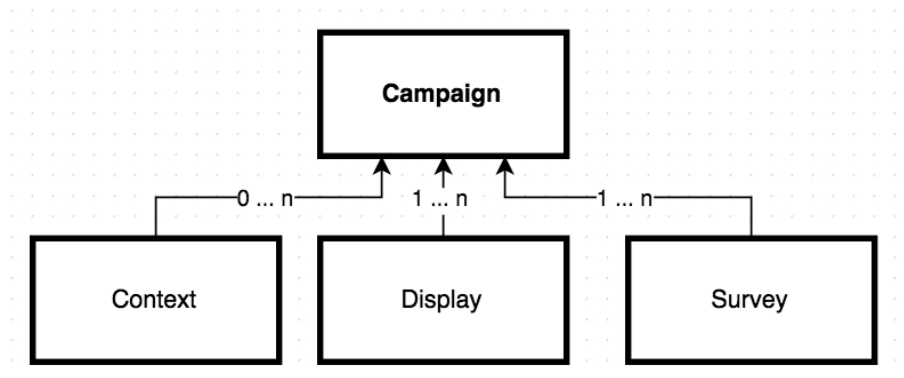 Campaign
0 ... n
1 ... n
1 ... n
Context
Display
Survey